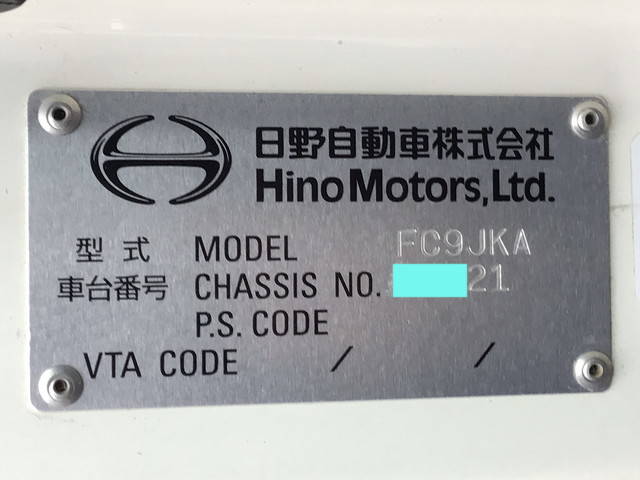 日野自動車株式会社
Hino Motors, Ltd.
型式 MODEL FC9JKA
車台番号 CHASSIS NO. 21
P.S. CODE
VTA CODE / /